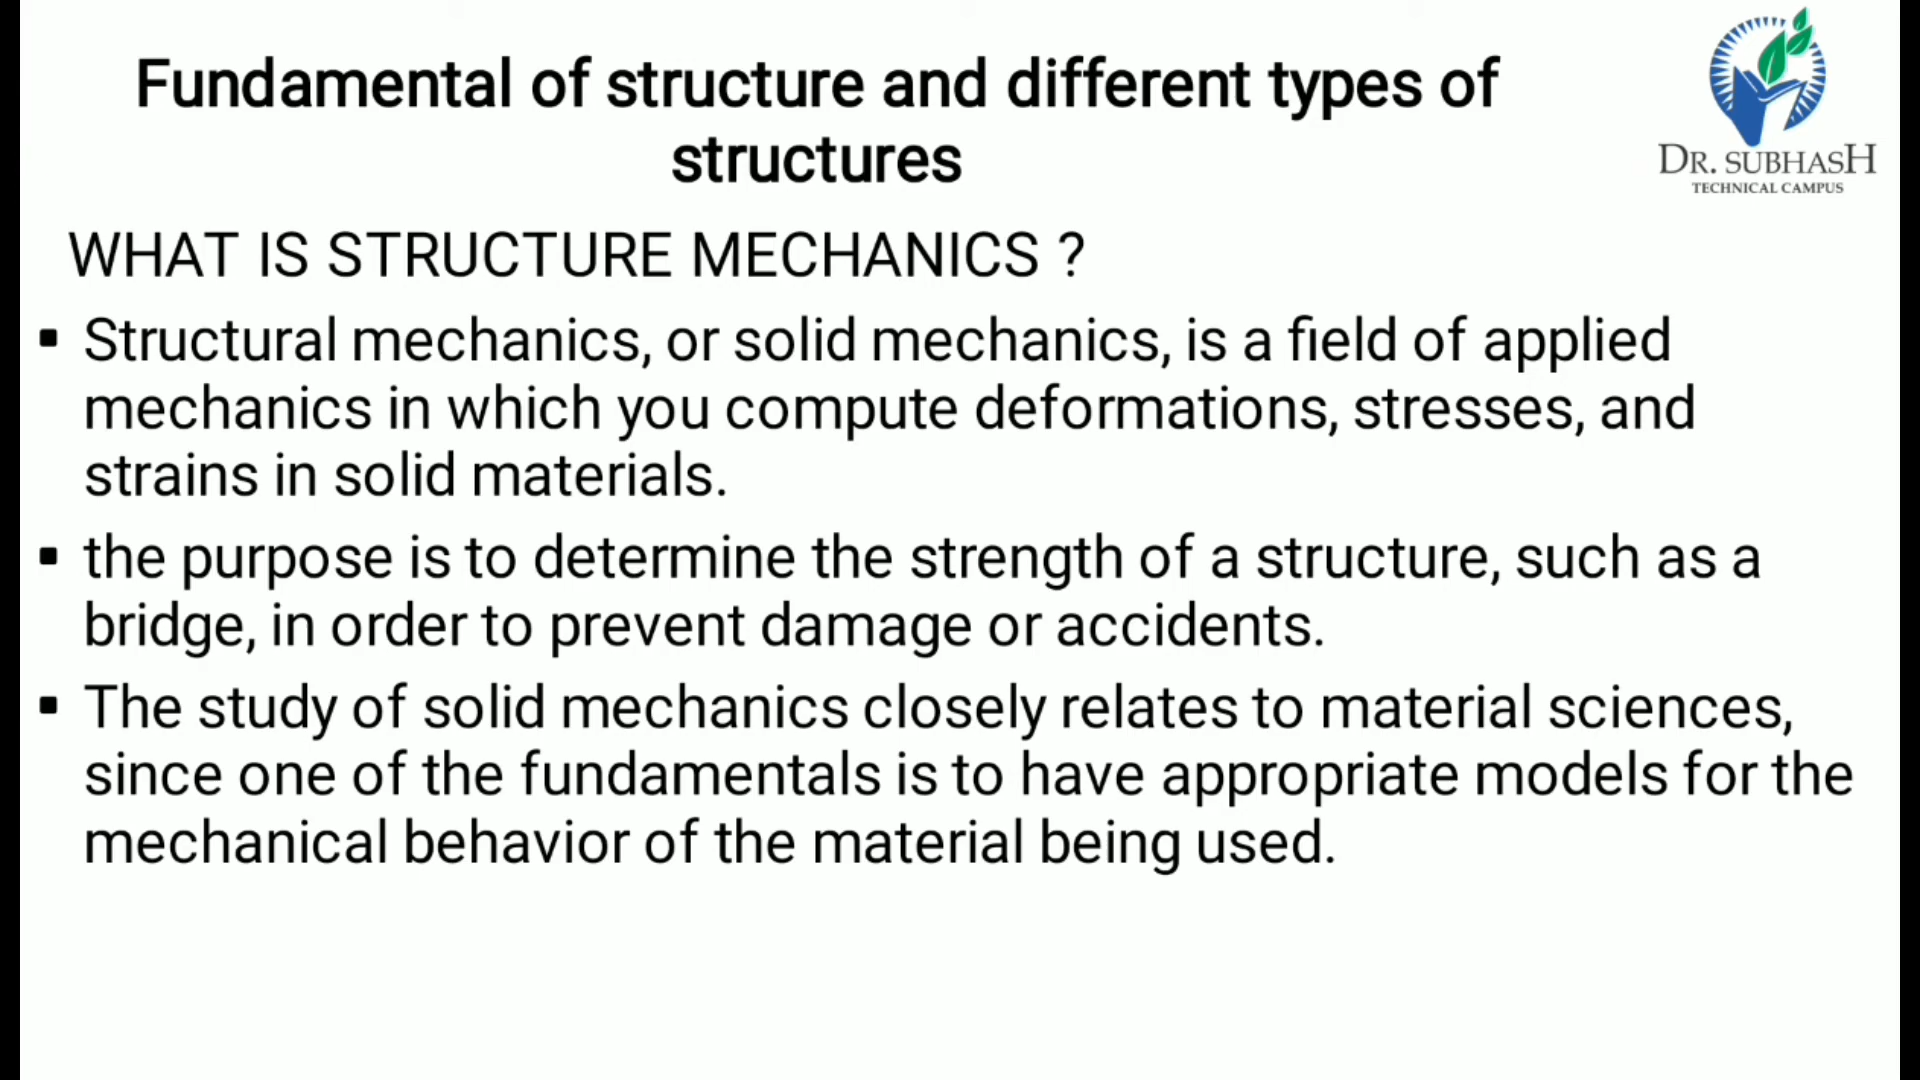 Fundamental of structure and different types of
structures
DR. SUBHASH
TECHNICAL CAMPUS
WHAT IS STRUCTURE MECHANICS ?
▪ Structural mechanics, or solid mechanics, is a field of applied
mechanics in which you compute deformations, stresses, and
strains in solid materials.
▪ the purpose is to determine the strength of a structure, such as a
bridge, in order to prevent damage or accidents.
▪ The study of solid mechanics closely relates to material sciences,
since one of the fundamentals is to have appropriate models for the
mechanical behavior of the material being used.